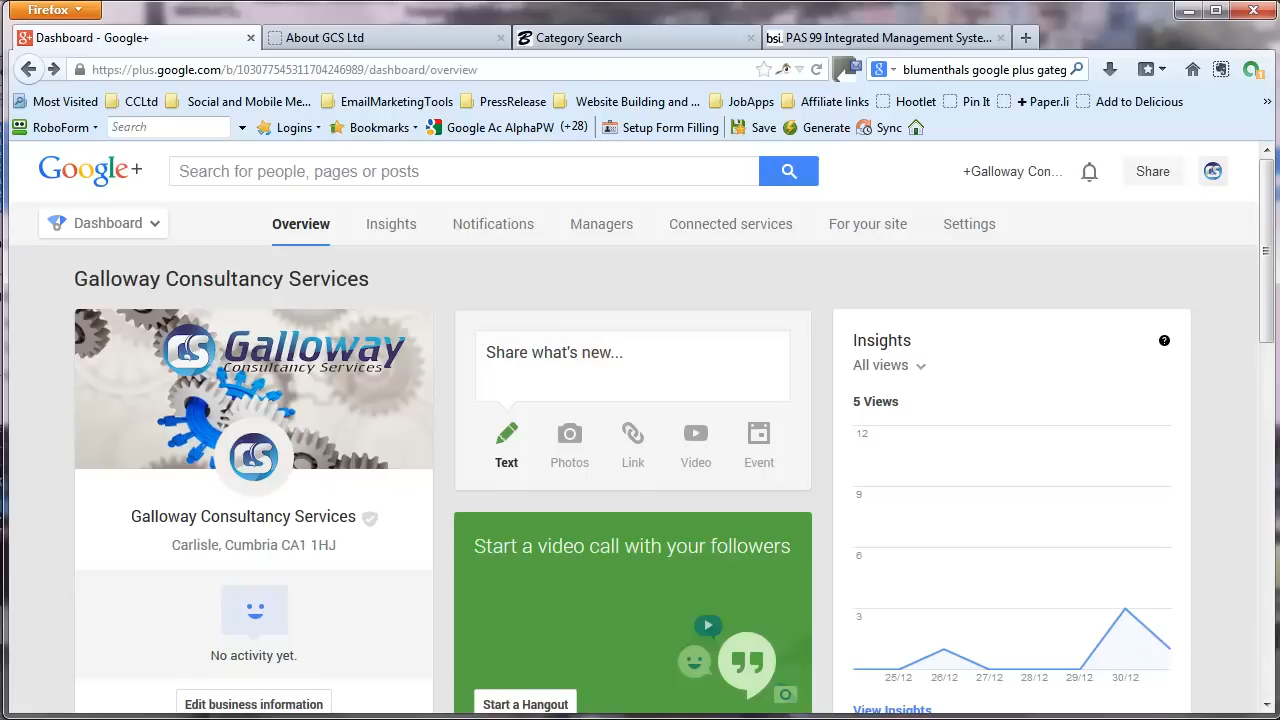 Firefox
Dashboard - Google+
About GCS Ltd
Category Search
bsi. PAS 99 Integrated Management Syste...
https://plus.google.com/b/103077545311704246989/dashboard/overview
blumenthals google plus categ
Most Visited CCLtd Social and Mobile Me... EmailMarketingTools PressRelease Website Building and ... JobApps Affiliate links Hootlet Pin It + Paper.li Add to Delicious »
RoboForm Search Logins Bookmarks Google Ac AlphaPW (+28) Setup Form Filling Save Generate Sync
Google+
Search for people, pages or posts
+Galloway Con...
Share
Dashboard Overview Insights Notifications Managers Connected services For your site Settings
Galloway Consultancy Services
GCS Galloway
Consultancy Services
GCS
Galloway Consultancy Services
Carlisle, Cumbria CA1 1HJ
No activity yet.
Edit business information
Share what's new...
Text Photos Link Video Event
Start a video call with your followers
Start a Hangout
Insights
All views
5 Views
12
9
6
3
25/12 26/12 27/12 28/12 29/12 30/12
View Insights